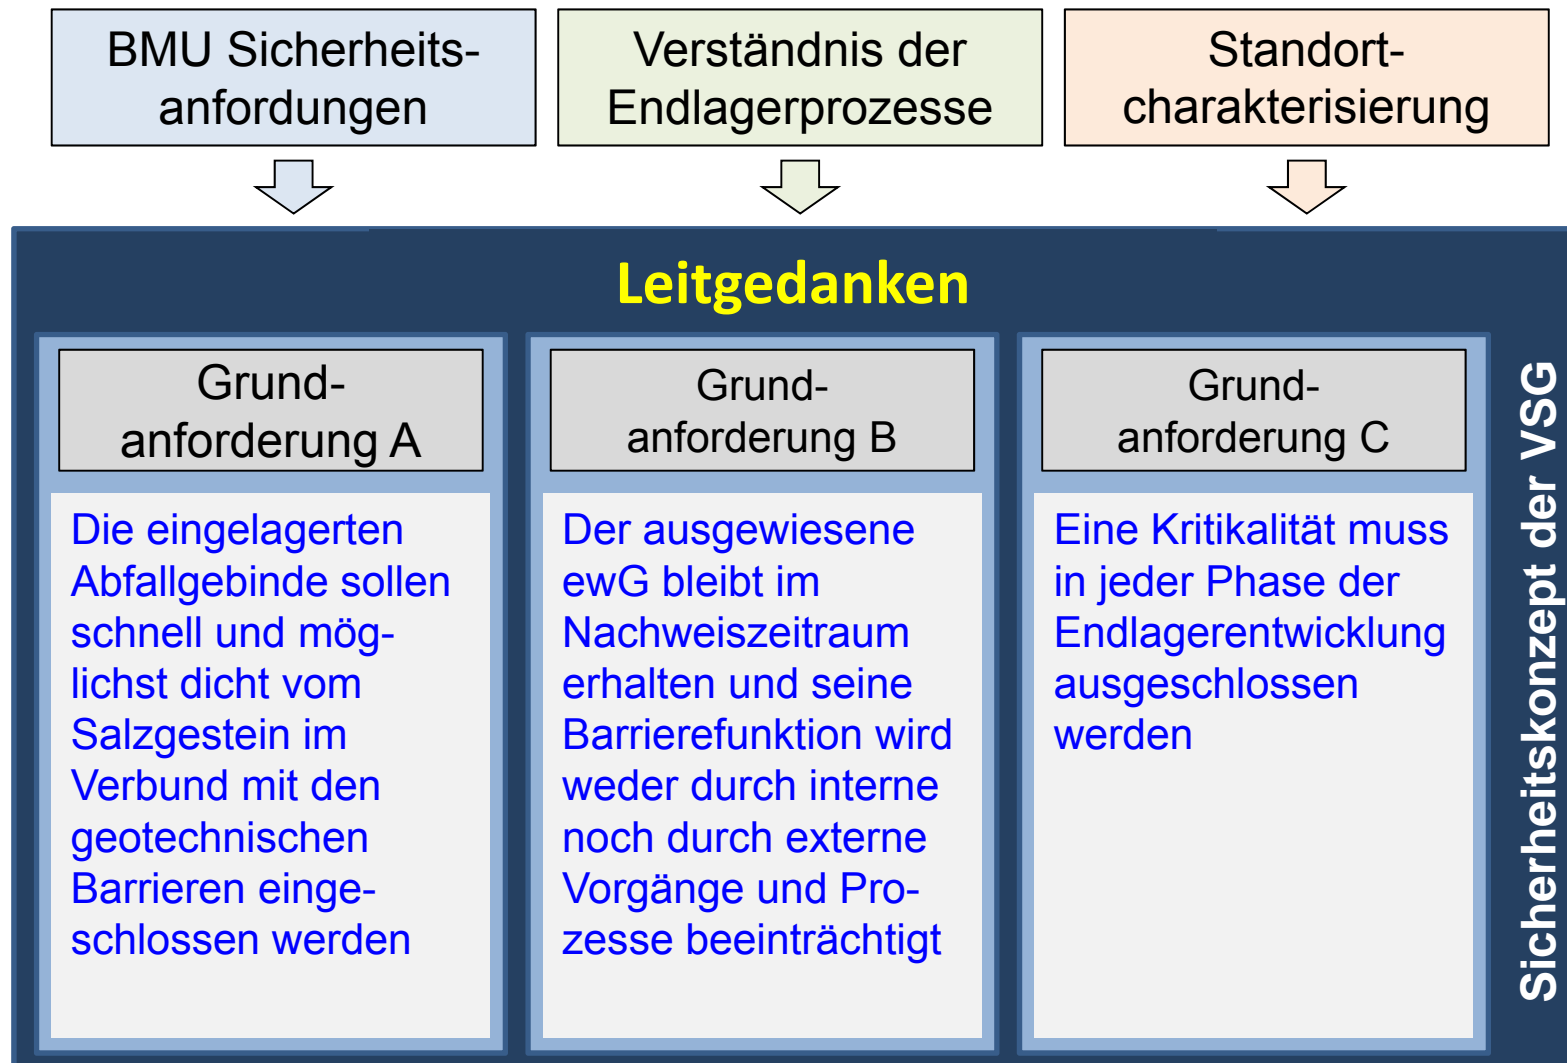 BMU Sicherheits-
anfordungen
Verständnis der
Endlagerprozesse
Standort-
charakterisierung
Leitgedanken
Grund-
anforderung A
Die eingelagerten
Abfallgebinde sollen
schnell und mög-
lichst dicht vom
Salzgestein im
Verbund mit den
geotechnischen
Barrieren einge-
schlossen werden
Grund-
anforderung B
Der ausgewiesene
ewG bleibt im
Nachweiszeitraum
erhalten und seine
Barrierefunktion wird
weder durch interne
noch durch externe
Vorgänge und Pro-
zesse beeinträchtigt
Grund-
anforderung C
Eine Kritikalität muss
in jeder Phase der
Endlagerentwicklung
ausgeschlossen
werden
Sicherheitskonzept der VSG